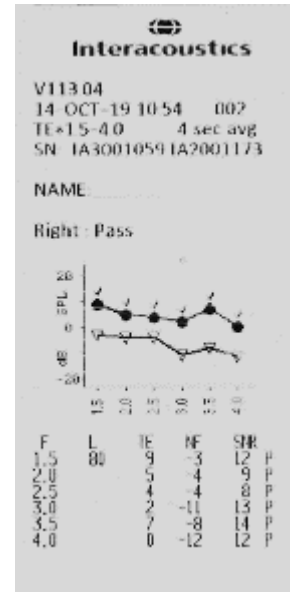 Interacoustics
V113.04
14-OCT-19 10:54 002
TE*1.5-4.0 4 sec avg
SN: IA3001059 IA2001173
NAME:
Right : Pass
20
0
-20
dB SPL
1.5 2.0 2.5 3.0 3.5 4.0
F L TE NF SNR
1.5 80 9 -3 12 P
2.0 5 -4 9 P
2.5 4 -4 8 P
3.0 2 -11 13 P
3.5 7 -8 14 P
4.0 0 -12 12 P